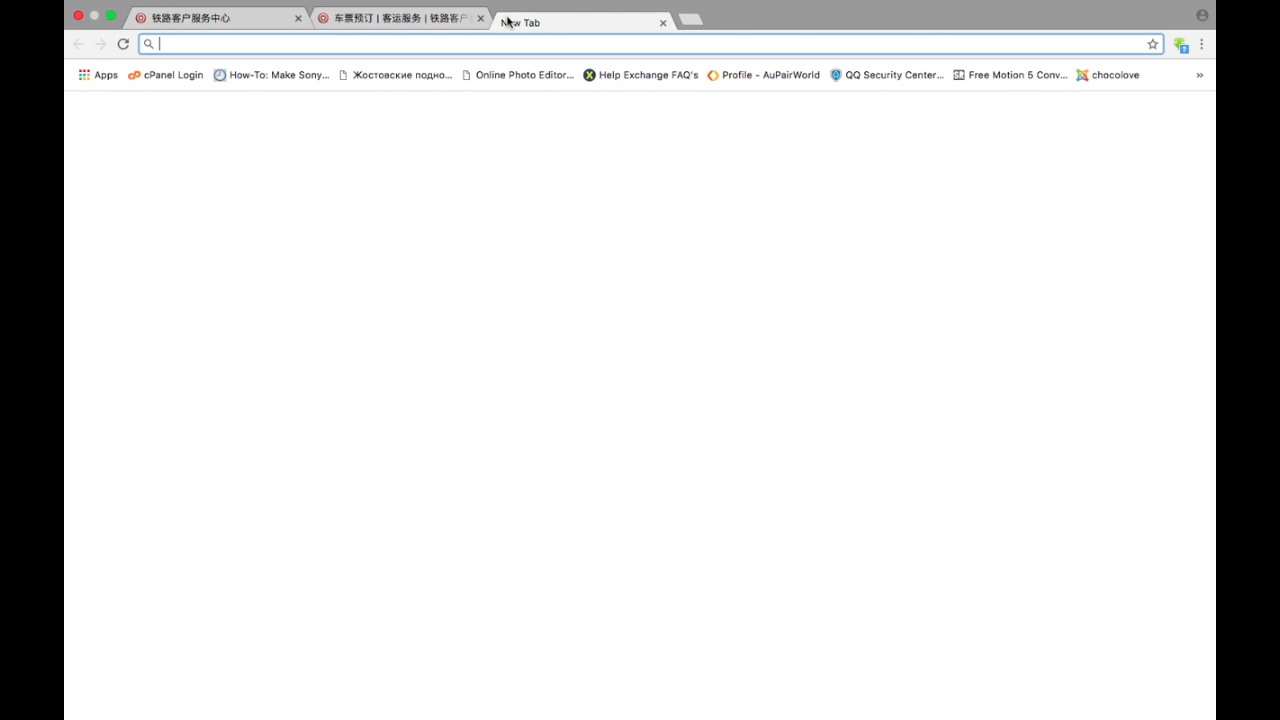 铁路客户服务中心
车票预订 | 客运服务 | 铁路客户
New Tab
Apps
cPanel Login
How-To: Make Sony...
Жостовские подно...
Online Photo Editor...
Help Exchange FAQ's
Profile - AuPairWorld
QQ Security Center...
Free Motion 5 Conv...
chocolove
»